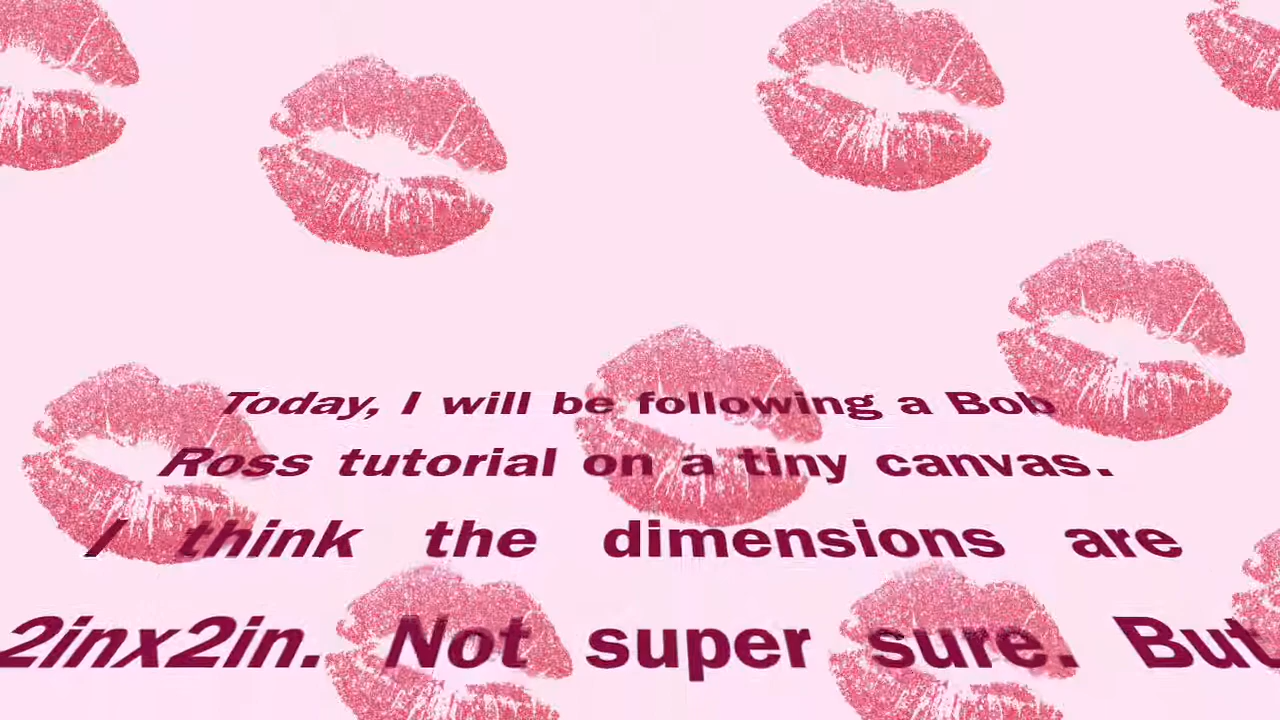 Today, I will be following a Bob
Ross tutorial on a tiny canvas.
I think the dimensions are
2inx2in. Not super sure. But